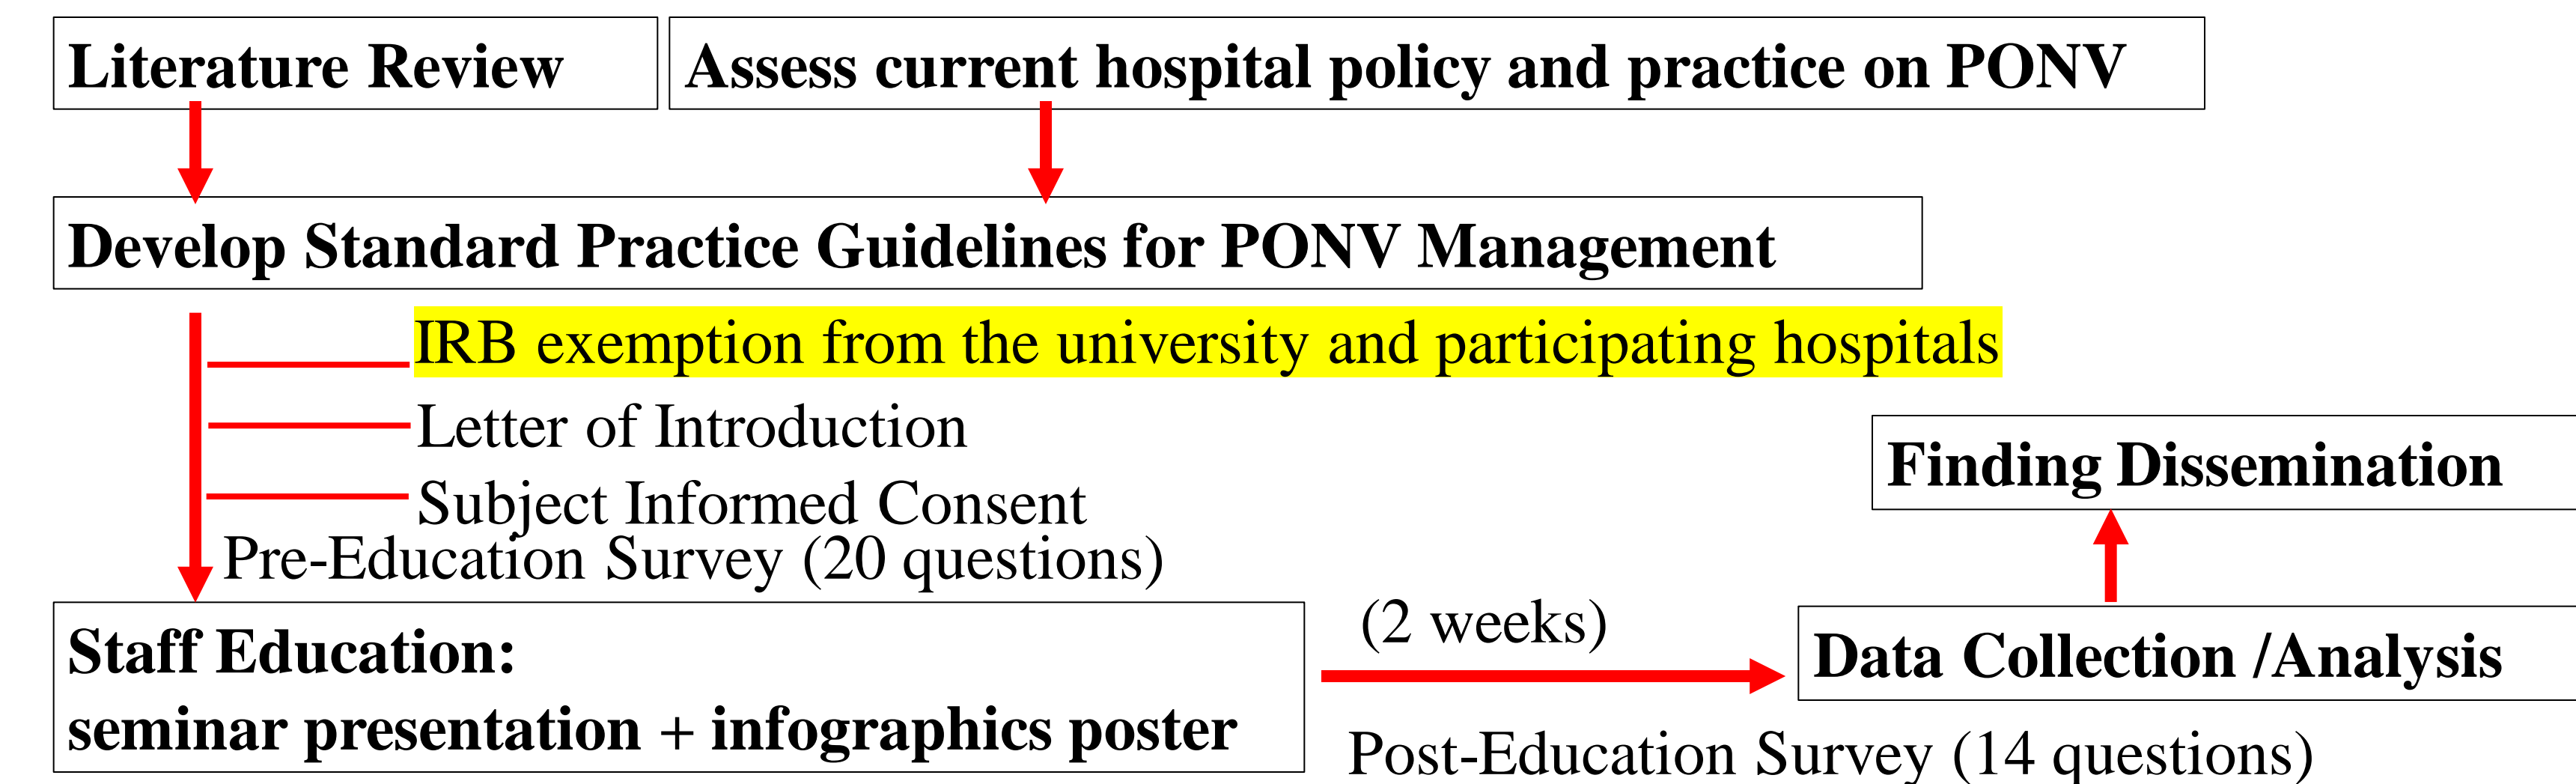 Literature Review
Assess current hospital policy and practice on PONV
Develop Standard Practice Guidelines for PONV Management
IRB exemption from the university and participating hospitals
Letter of Introduction
Subject Informed Consent
Pre-Education Survey (20 questions)
Staff Education:
seminar presentation + infographics poster
(2 weeks)
Post-Education Survey (14 questions)
Data Collection /Analysis
Finding Dissemination